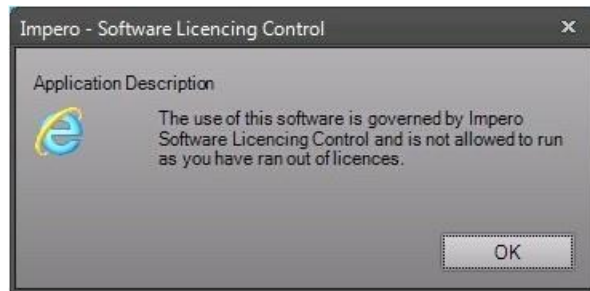 Impero - Software Licencing Control
Application Description
The use of this software is governed by Impero
Software Licencing Control and is not allowed to run
as you have ran out of licences.
OK